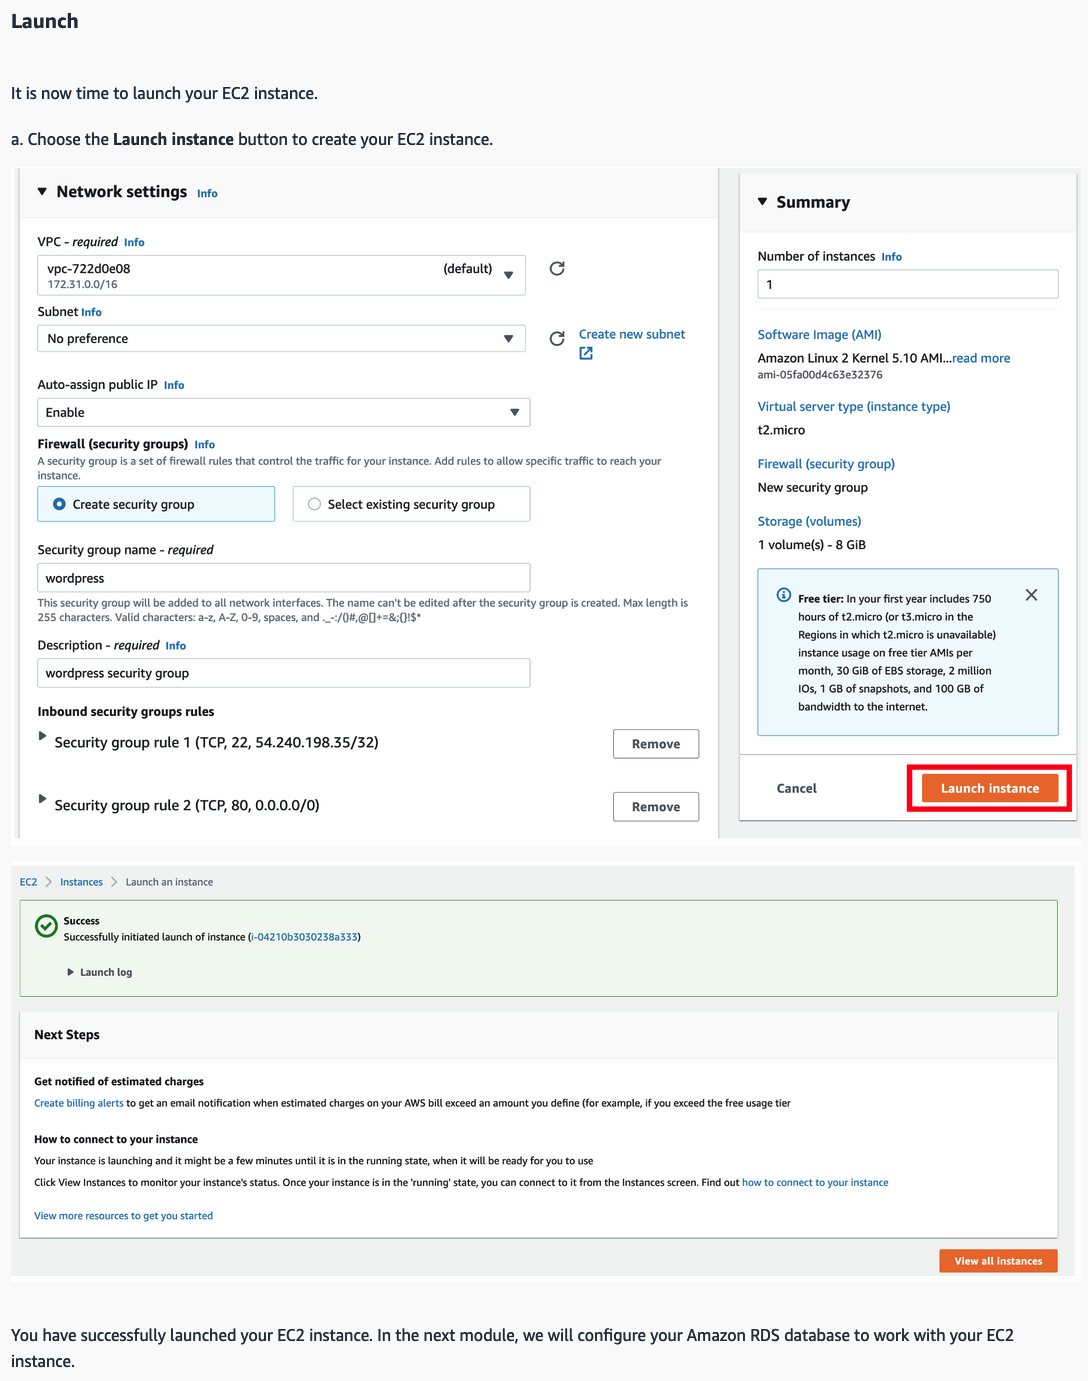 Launch
It is now time to launch your EC2 instance.
a. Choose the Launch instance button to create your EC2 instance.
Network settings Info
VPC - required Info
vpc-722d0e08 (default)
172.31.0.0/16
Subnet Info
No preference
Create new subnet
Auto-assign public IP Info
Enable
Firewall (security groups) Info
A security group is a set of firewall rules that control the traffic for your instance. Add rules to allow specific traffic to reach your
instance.
Create security group
Select existing security group
Security group name - required
wordpress
This security group will be added to all network interfaces. The name can't be edited after the security group is created. Max length is
255 characters. Valid characters: a-z, A-Z, 0-9, spaces, and ._-:/()#,@[]+=&;{}!$*
Description - required Info
wordpress security group
Inbound security groups rules
Security group rule 1 (TCP, 22, 54.240.198.35/32)
Remove
Security group rule 2 (TCP, 80, 0.0.0.0/0)
Remove
Summary
Number of instances Info
1
Software Image (AMI)
Amazon Linux 2 Kernel 5.10 AMI...read more
ami-05fa00d4c63e32376
Virtual server type (instance type)
t2.micro
Firewall (security group)
New security group
Storage (volumes)
1 volume(s) - 8 GiB
Free tier: In your first year includes 750
hours of t2.micro (or t3.micro in the
Regions in which t2.micro is unavailable)
instance usage on free tier AMIs per
month, 30 GiB of EBS storage, 2 million
IOs, 1 GB of snapshots, and 100 GB of
bandwidth to the internet.
Cancel
Launch instance
EC2 > Instances > Launch an instance
Success
Successfully initiated launch of instance (i-04210b3030238a333)
Launch log
Next Steps
Get notified of estimated charges
Create billing alerts to get an email notification when estimated charges on your AWS bill exceed an amount you define (for example, if you exceed the free usage tier
How to connect to your instance
Your instance is launching and it might be a few minutes until it is in the running state, when it will be ready for you to use
Click View Instances to monitor your instance's status. Once your instance is in the 'running' state, you can connect to it from the Instances screen. Find out how to connect to your instance
View more resources to get you started
View all instances
You have successfully launched your EC2 instance. In the next module, we will configure your Amazon RDS database to work with your EC2
instance.